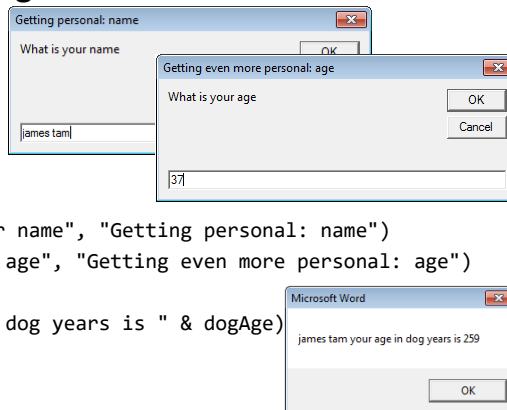 Getting personal: name
What is your name
OK
james tam
Getting even more personal: age
What is your age
OK
Cancel
37
name", "Getting personal: name")
age", "Getting even more personal: age")
dog years is " & dogAge)
Microsoft Word
james tam your age in dog years is 259
OK